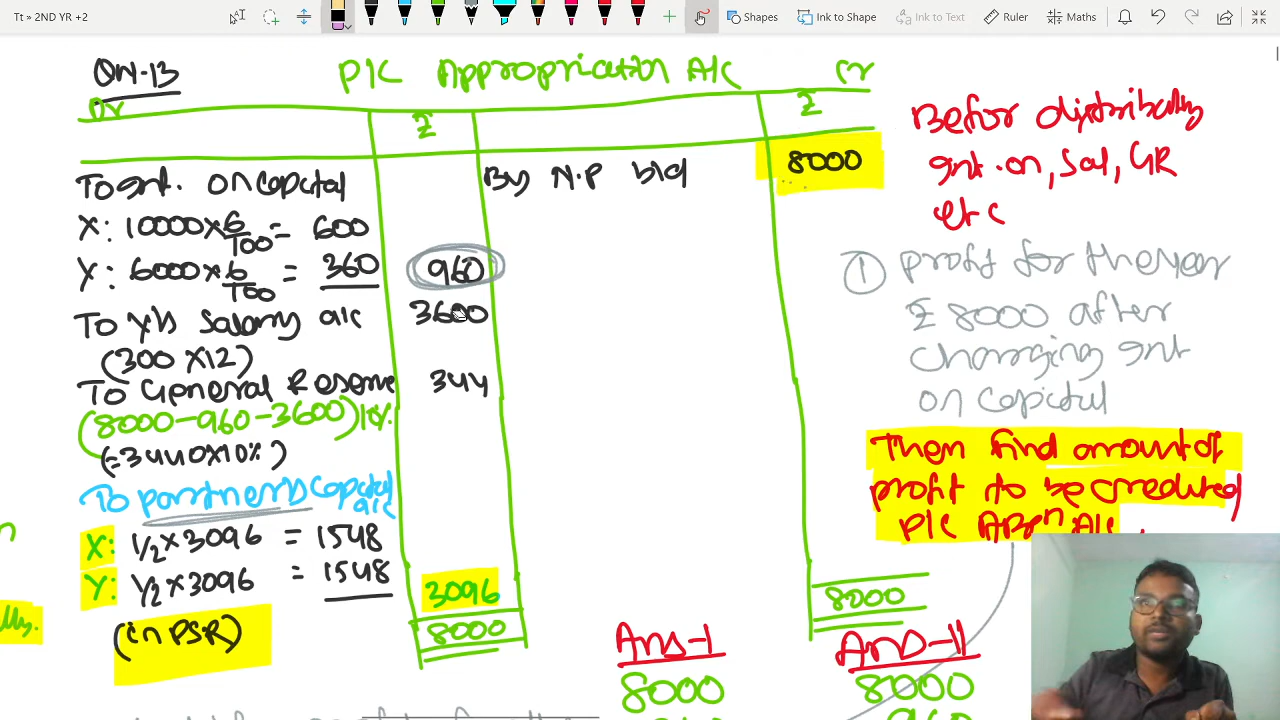 Tt » 2ND YR +2
Shapes
Ink to Shape
Ink to Text
Ruler
Maths
QN-13
P/L Appropriation A/C
Dr
Cr
₹
₹
To Int. on capital
By N.P b/d
8000
X: 10000 × 6/100 = 600
Y: 6000 × 6/100 = 360
960
To Y's Salary a/c
3600
(300 × 12)
To General Reserve
344
(8000-960-3600)10%
(=3440×10%)
To partner's Capital a/c
X: 1/2 × 3096 = 1548
Y: 1/2 × 3096 = 1548
3096
8000
8000
(in PSR)
Befor distributing
Int. on, Sal, GR
etc
① profit for the year
₹ 8000 after
charging Int
on capital
Then find amount of
profit to be credited
P/L APPn A/c.
Ans-I
Ans-II
8000
8000
960